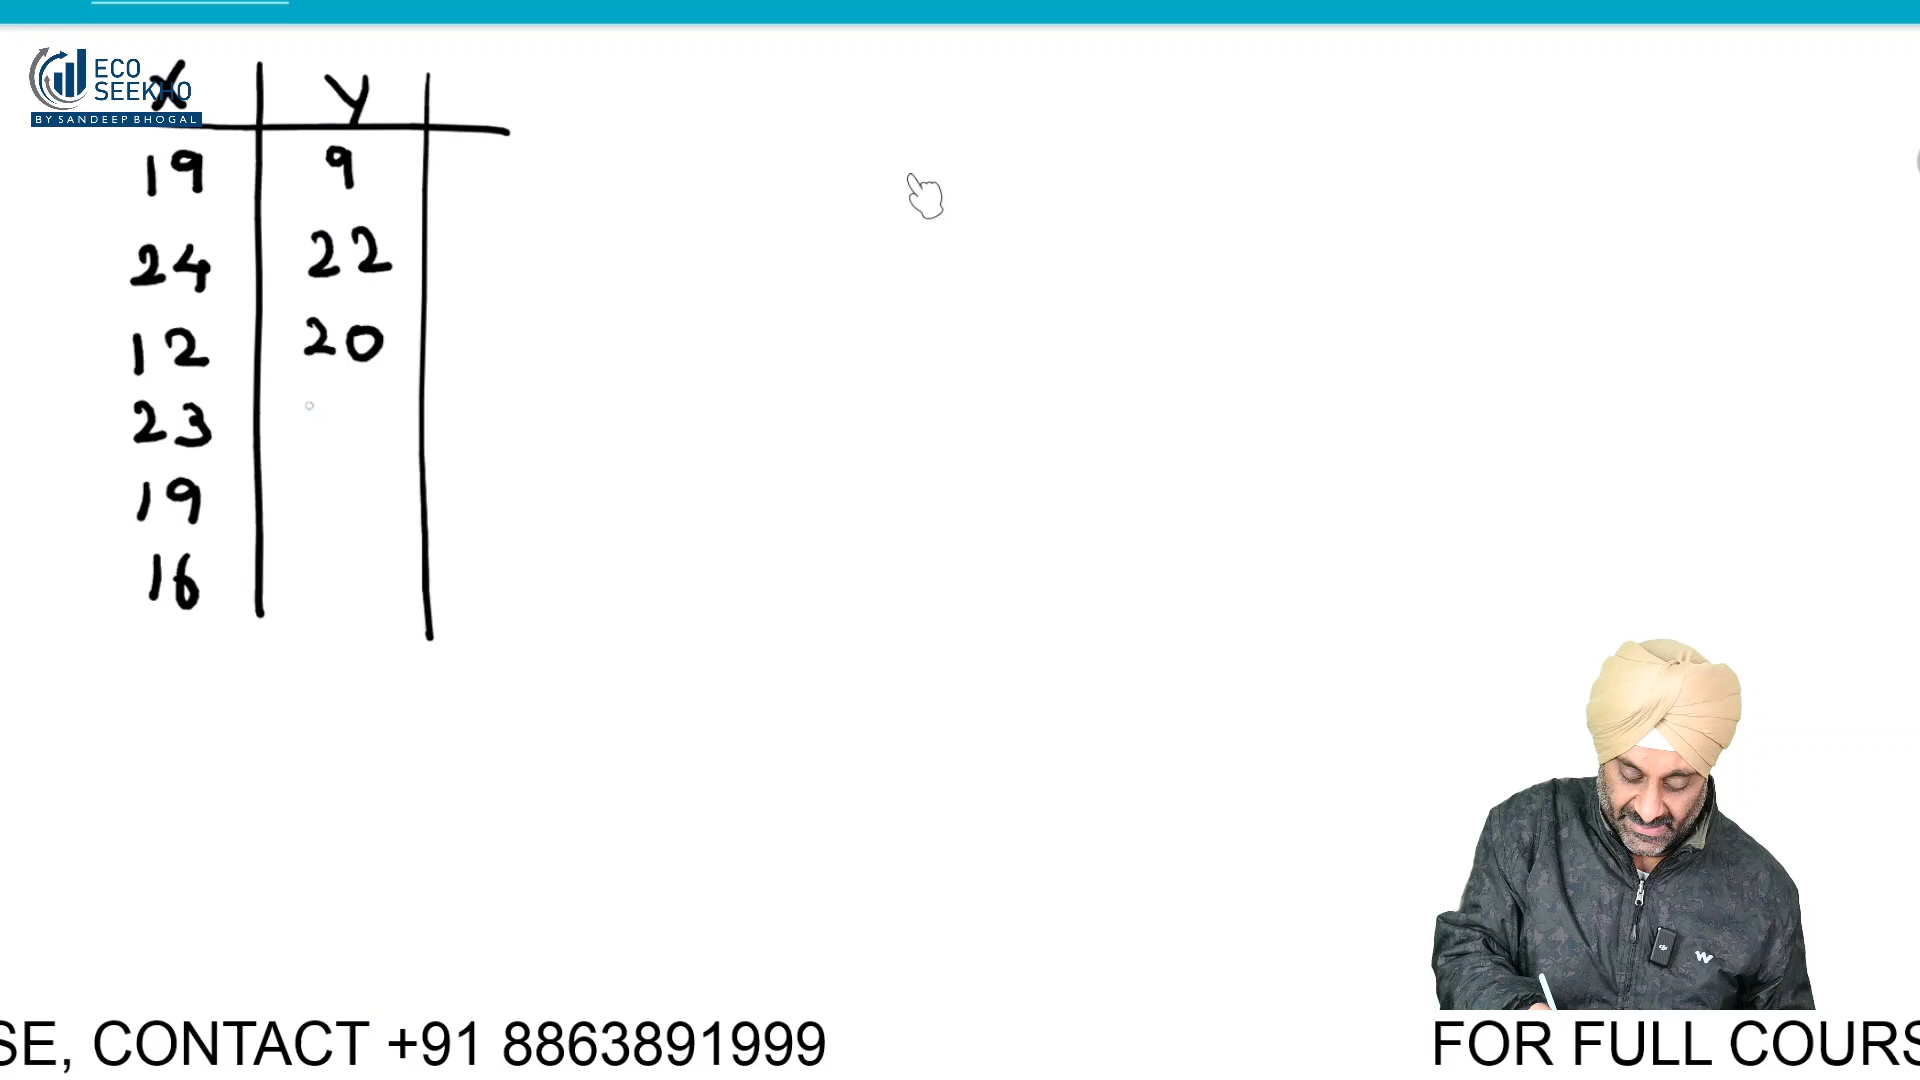 ECO
SEEKHO
BY SANDEEP BHOGAL
X Y
19 9
24 22
12 20
23
19
16
W
SE, CONTACT +91 8863891999
FOR FULL COURS